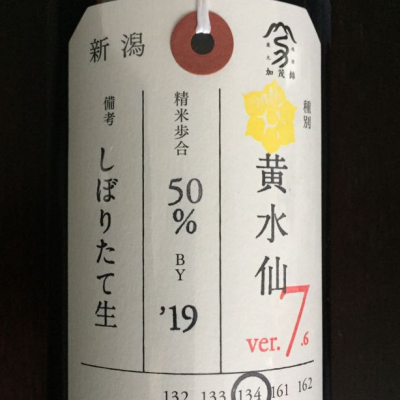 新潟
加茂錦
種別
黄水仙
ver.7.6
精米歩合
50
%
BY
'19
備考
しぼりたて生
132 133 134 161 162